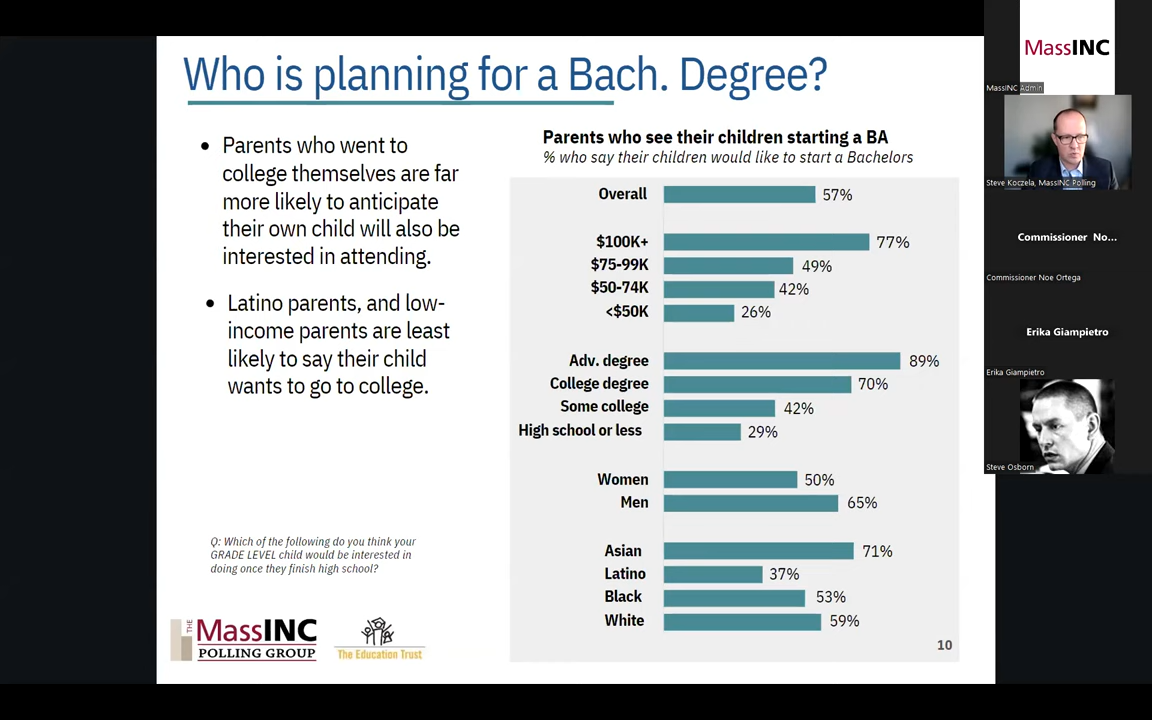 Who is planning for a Bach. Degree?
• Parents who went to
college themselves are far
more likely to anticipate
their own child will also be
interested in attending.
• Latino parents, and low-
income parents are least
likely to say their child
wants to go to college.
Q: Which of the following do you think your
GRADE LEVEL child would be interested in
doing once they finish high school?
THE
MassINC
POLLING GROUP
The Education Trust
Parents who see their children starting a BA
% who say their children would like to start a Bachelors
Overall 57%
$100K+ 77%
$75-99K 49%
$50-74K 42%
<$50K 26%
Adv. degree 89%
College degree 70%
Some college 42%
High school or less 29%
Women 50%
Men 65%
Asian 71%
Latino 37%
Black 53%
White 59%
10
MassINC
MassINC Admin
Steve Koczela, MassINC Polling
Commissioner No...
Commissioner Noe Ortega
Erika Giampietro
Erika Giampietro
Steve Osborn